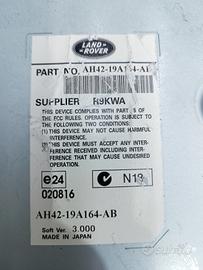 LAND
ROVER
PART NO. AH42-19A164-AB
SUPPLIER R9KWA
THIS DEVICE COMPLIES WITH PART 15 OF
THE FCC RULES. OPERATION IS SUBJECT TO
THE FOLLOWING TWO CONDITIONS:
(1) THIS DEVICE MAY NOT CAUSE HARMFUL
INTERFERENCE.
(2) THIS DEVICE MUST ACCEPT ANY INTER-
FERENCE RECEIVED INCLUDING
INTERFERENCE THAT MAY CAUSE
UNDESIRED OPERATION.
e24
N19
020816
AH42-19A164-AB
Soft Ver. 3.000
MADE IN JAPAN